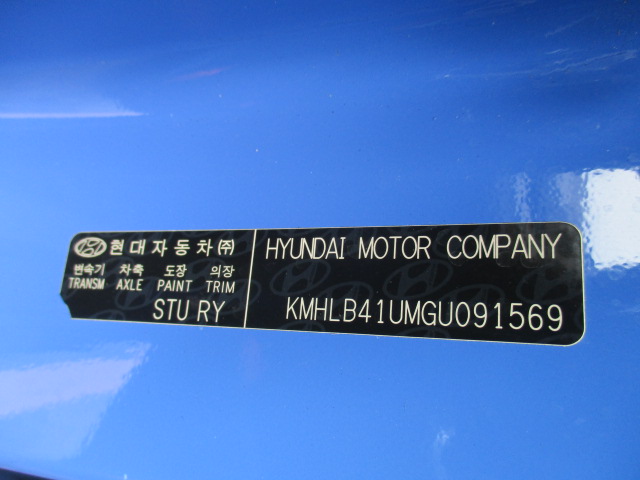 현대자동차㈜
변속기 차축 도장 의장
TRANSM AXLE PAINT TRIM
STU RY
HYUNDAI MOTOR COMPANY
KMHLB41UMGU091569